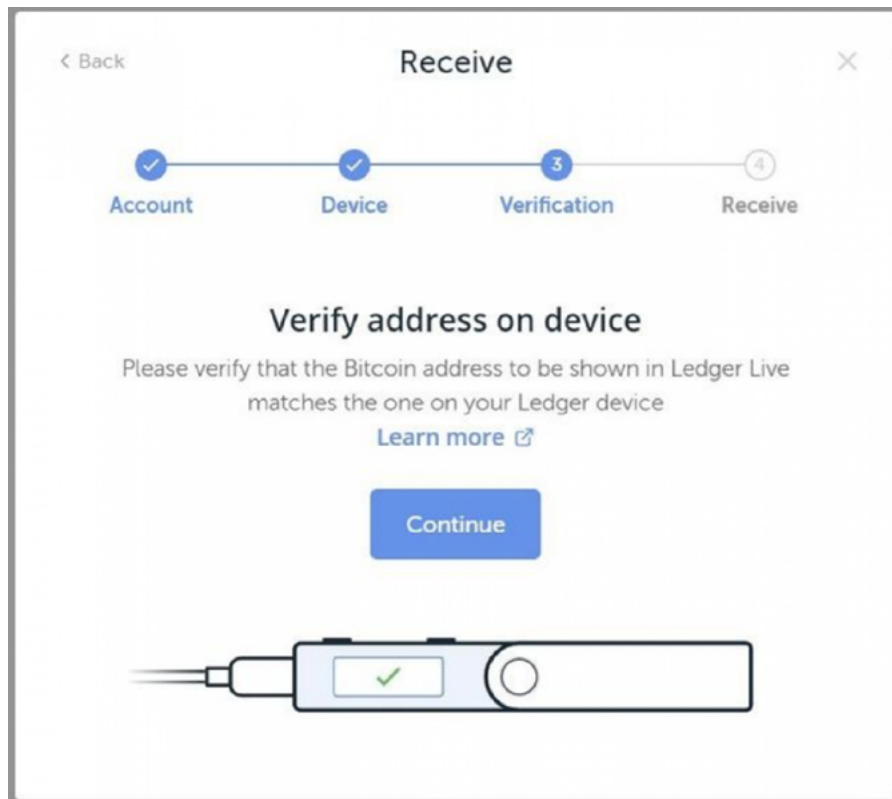 Back
Receive
3
4
Account
Device
Verification
Receive
Verify address on device
Please verify that the Bitcoin address to be shown in Ledger Live
matches the one on your Ledger device
Learn more
Continue